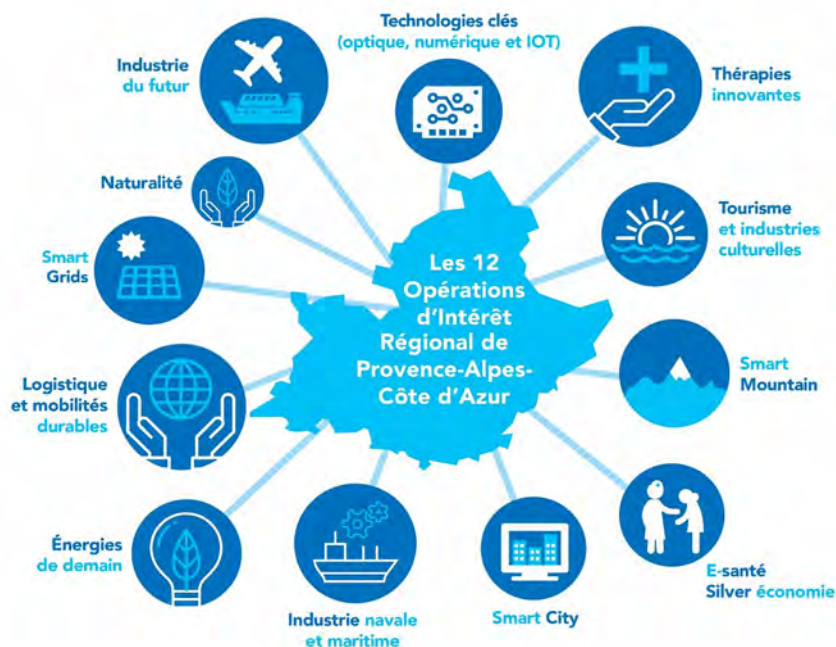 Technologies clés
(optique, numérique et IOT)
Industrie
du futur
Thérapies
innovantes
Naturalité
Tourisme
et industries
culturelles
Smart
Grids
Les 12
Opérations
d'Intérêt
Régional de
Provence-Alpes-
Côte d'Azur
Smart
Mountain
Logistique
et mobilités
durables
Énergies
de demain
E-santé
Silver économie
Industrie navale
et maritime
Smart City